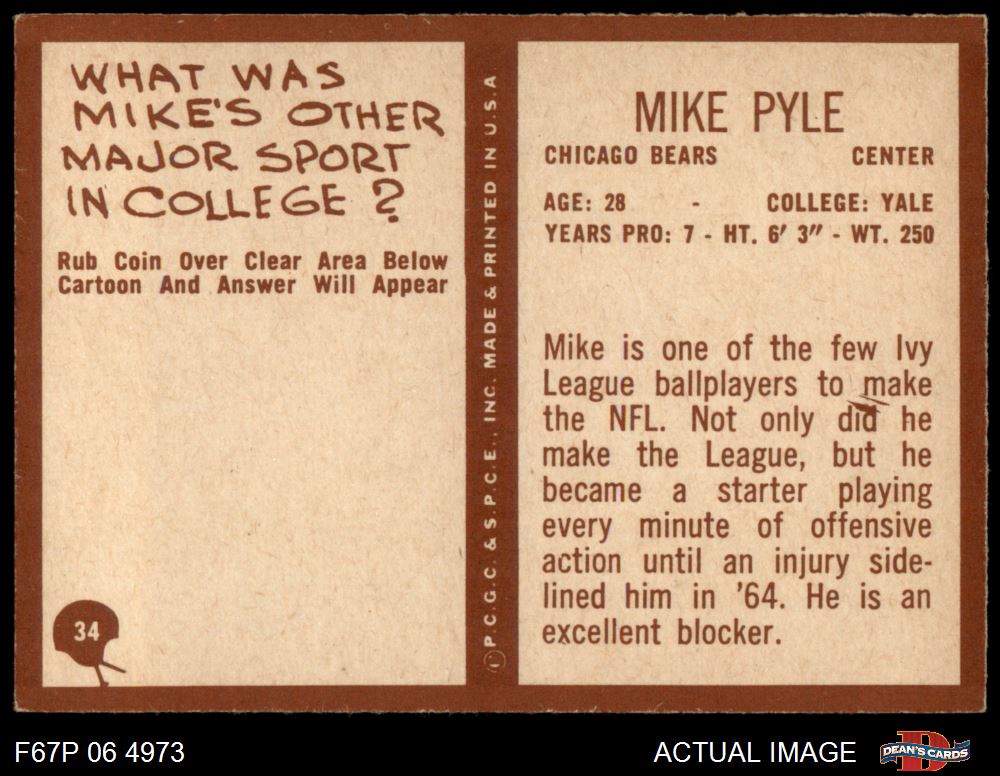 WHAT WAS
MIKE'S OTHER
MAJOR SPORT
IN COLLEGE ?
Rub Coin Over Clear Area Below
Cartoon And Answer Will Appear
34
© P.C.G.C. & S.P.C.E., INC. MADE & PRINTED IN U.S.A
MIKE PYLE
CHICAGO BEARS CENTER
AGE: 28 - COLLEGE: YALE
YEARS PRO: 7 - HT. 6' 3" - WT. 250
Mike is one of the few Ivy
League ballplayers to make
the NFL. Not only did he
make the League, but he
became a starter playing
every minute of offensive
action until an injury side-
lined him in '64. He is an
excellent blocker.
F67P 06 4973
ACTUAL IMAGE
D
DEAN'S CARDS